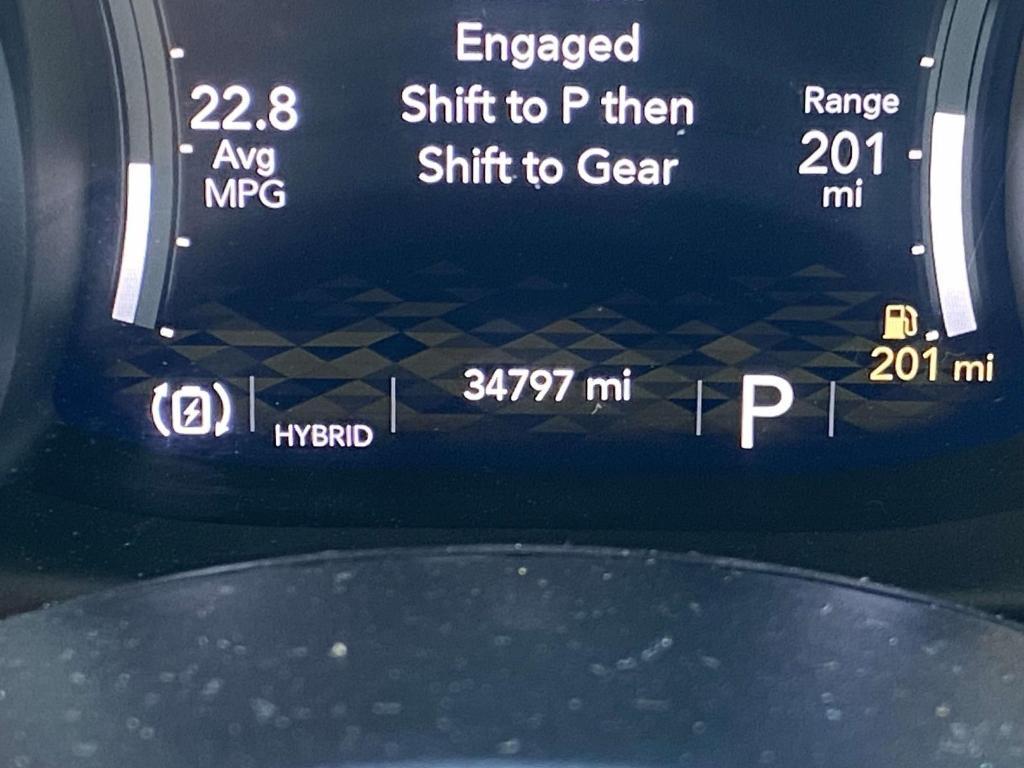 Engaged
Shift to P then
Shift to Gear
22.8
Avg
MPG
Range
201
mi
201 mi
34797 mi
HYBRID
P